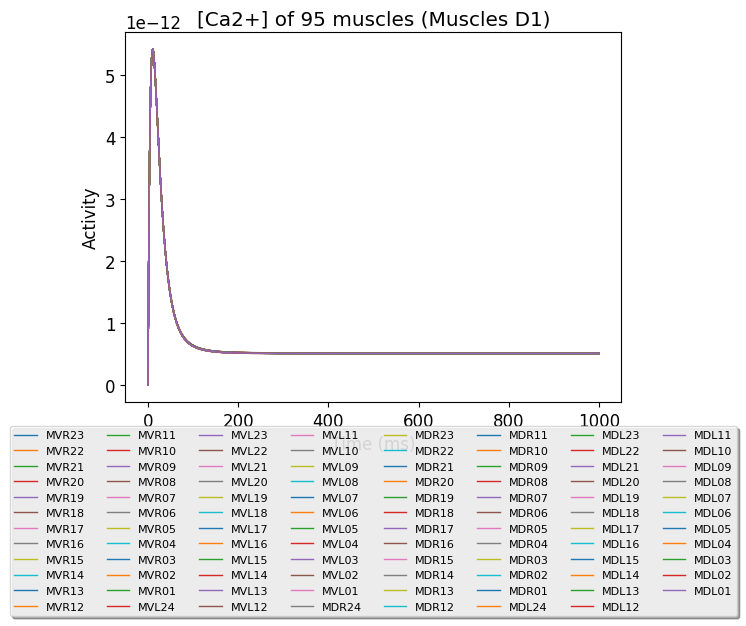 [Ca2+] of 95 muscles (Muscles D1)
1e−12
Activity
5
4
3
2
1
0
0 200 400 600 800 1000
Time (ms)
MVR23 MVR11 MVL23 MVL11 MDR23 MDR11 MDL23 MDL11
MVR22 MVR10 MVL22 MVL10 MDR22 MDR10 MDL22 MDL10
MVR21 MVR09 MVL21 MVL09 MDR21 MDR09 MDL21 MDL09
MVR20 MVR08 MVL20 MVL08 MDR20 MDR08 MDL20 MDL08
MVR19 MVR07 MVL19 MVL07 MDR19 MDR07 MDL19 MDL07
MVR18 MVR06 MVL18 MVL06 MDR18 MDR06 MDL18 MDL06
MVR17 MVR05 MVL17 MVL05 MDR17 MDR05 MDL17 MDL05
MVR16 MVR04 MVL16 MVL04 MDR16 MDR04 MDL16 MDL04
MVR15 MVR03 MVL15 MVL03 MDR15 MDR03 MDL15 MDL03
MVR14 MVR02 MVL14 MVL02 MDR14 MDR02 MDL14 MDL02
MVR13 MVR01 MVL13 MVL01 MDR13 MDR01 MDL13 MDL01
MVR12 MVL24 MVL12 MDR24 MDR12 MDL24 MDL12